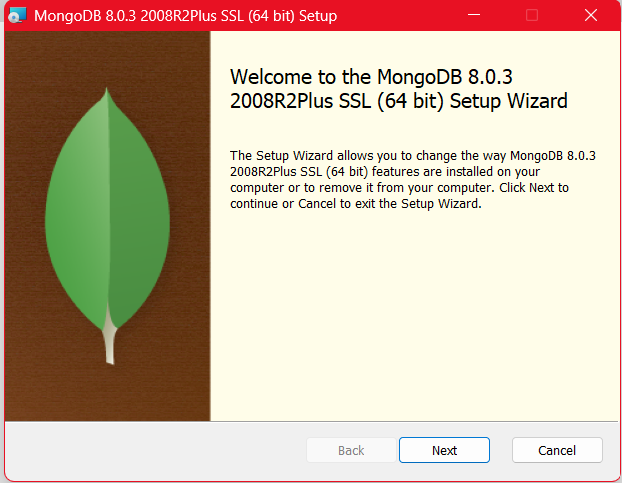 MongoDB 8.0.3 2008R2Plus SSL (64 bit) Setup
Welcome to the MongoDB 8.0.3
2008R2Plus SSL (64 bit) Setup Wizard
The Setup Wizard allows you to change the way MongoDB 8.0.3
2008R2Plus SSL (64 bit) features are installed on your
computer or to remove it from your computer. Click Next to
continue or Cancel to exit the Setup Wizard.
Back
Next
Cancel